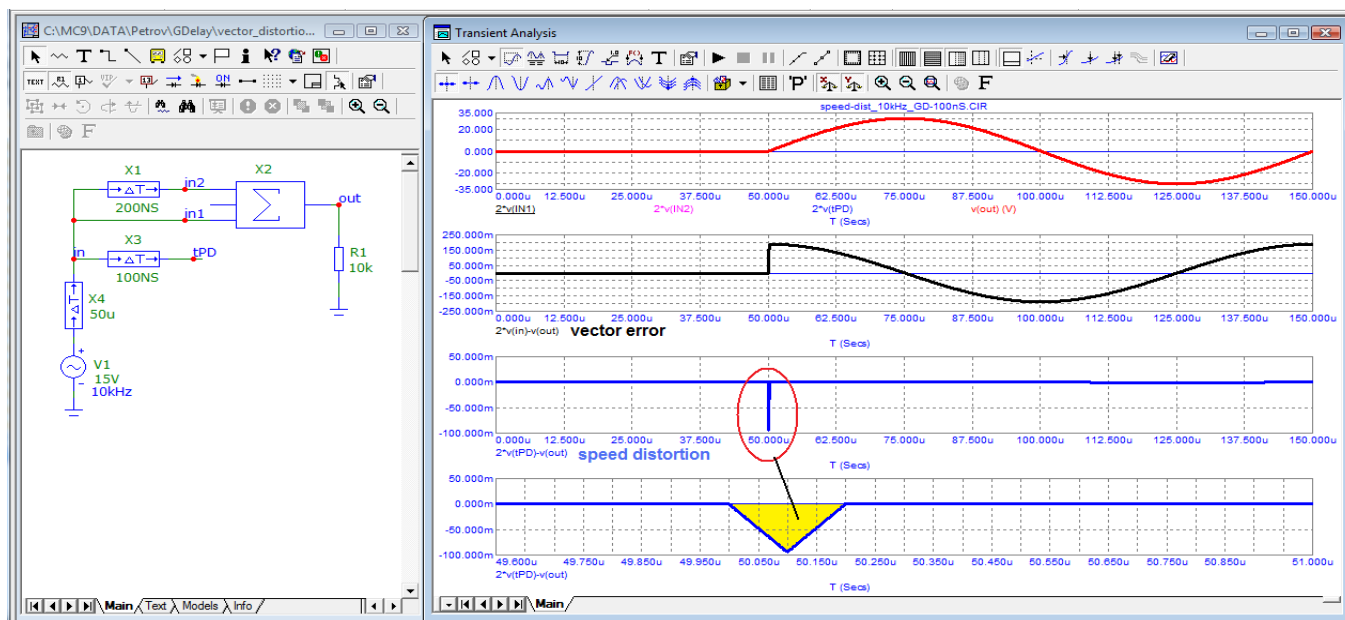 C:\MC9\DATA\Petrov\GDelay\vector_distortio...
TEXT
ON
F
X1
ΔT
200NS
in2
X2
Σ
out
in1
in
X3
ΔT
100NS
tPD
R1
10k
X4
ΔT
50u
V1
15V
10kHz
Main Text Models Info
Transient Analysis
'P'
F
speed-dist_10kHz_GD-100nS.CIR
35.000
20.000
0.000
-20.000
-35.000
0.000u 12.500u 25.000u 37.500u 50.000u 62.500u 75.000u 87.500u 100.000u 112.500u 125.000u 137.500u 150.000u
2*v(IN1) 2*v(IN2) 2*v(tPD) v(out) (V)
T (Secs)
250.000m
150.000m
50.000m
-50.000m
-150.000m
-250.000m
0.000u 12.500u 25.000u 37.500u 50.000u 62.500u 75.000u 87.500u 100.000u 112.500u 125.000u 137.500u 150.000u
2*v(in)-v(out) vector error
T (Secs)
50.000m
0.000m
-50.000m
-100.000m
0.000u 12.500u 25.000u 37.500u 50.000u 62.500u 75.000u 87.500u 100.000u 112.500u 125.000u 137.500u 150.000u
2*v(tPD)-v(out) speed distortion
T (Secs)
50.000m
0.000m
-50.000m
-100.000m
49.600u 49.750u 49.850u 49.950u 50.050u 50.150u 50.250u 50.350u 50.450u 50.550u 50.650u 50.750u 50.850u 51.000u
2*v(tPD)-v(out)
T (Secs)
Main